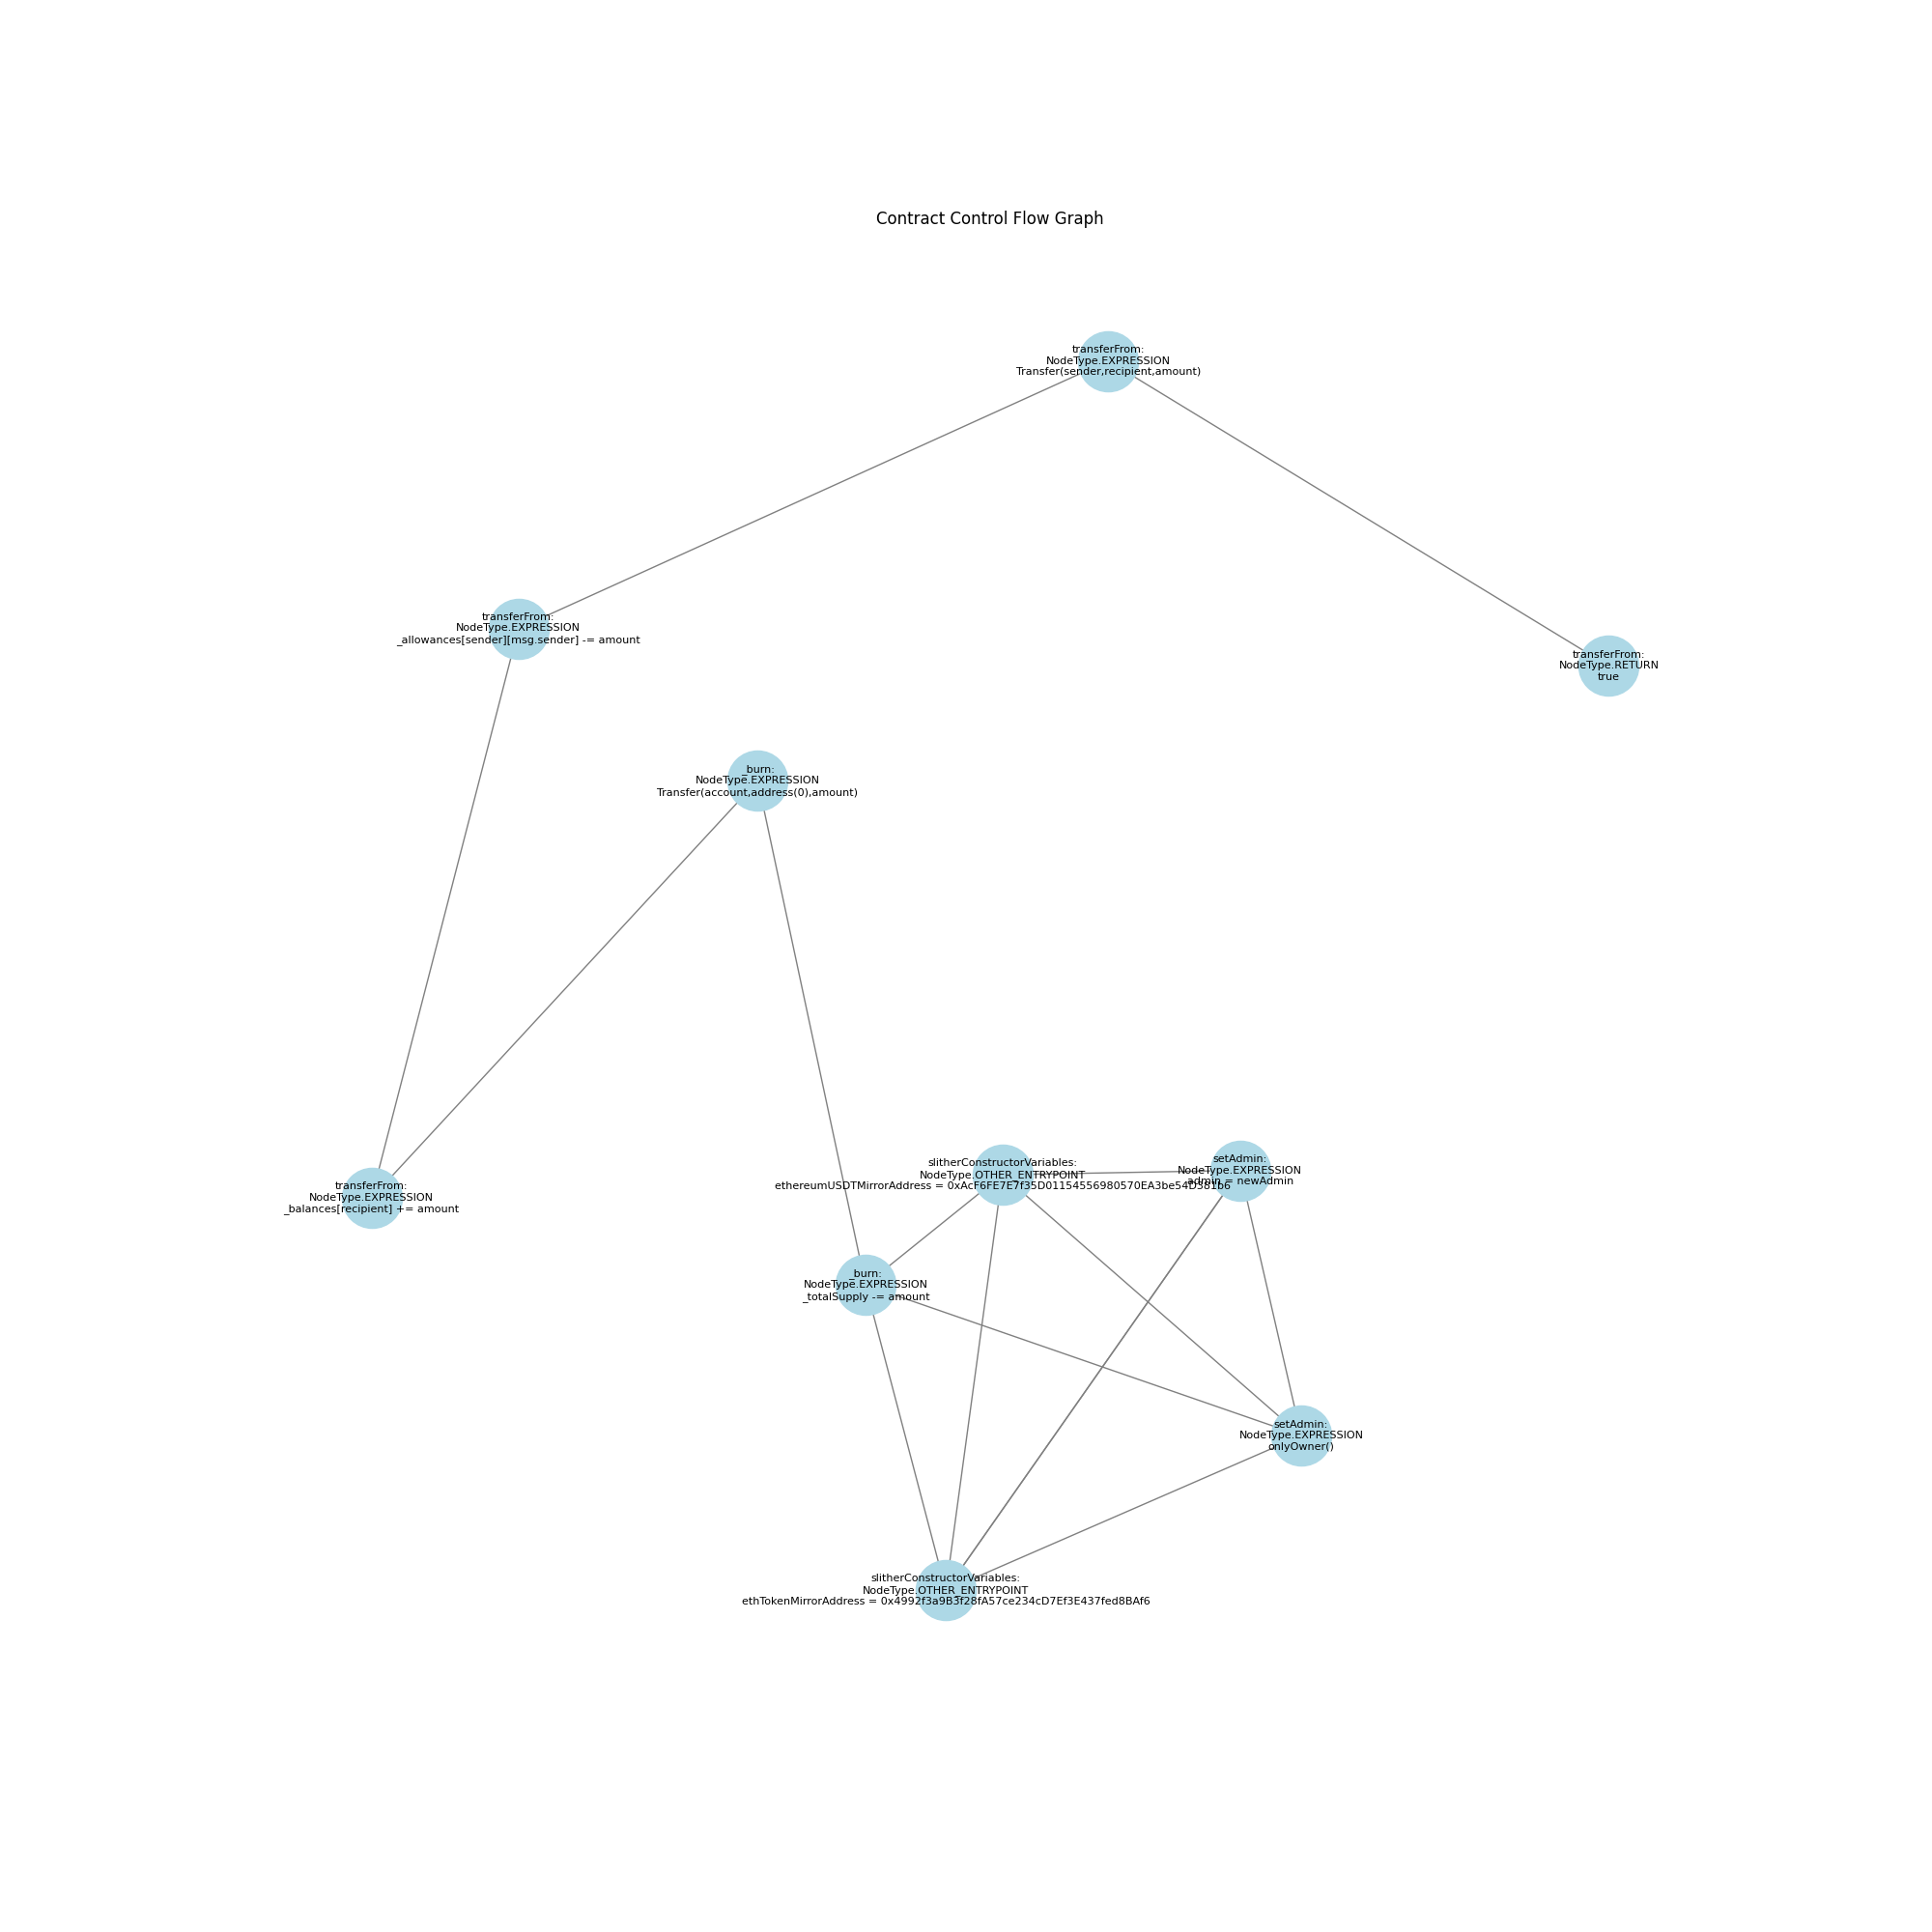 Contract Control Flow Graph
transferFrom:
NodeType.EXPRESSION
Transfer(sender,recipient,amount)
transferFrom:
NodeType.EXPRESSION
_allowances[sender][msg.sender] -= amount
transferFrom:
NodeType.RETURN
true
_burn:
NodeType.EXPRESSION
Transfer(account,address(0),amount)
slitherConstructorVariables:
NodeType.OTHER_ENTRYPOINT
ethereumUSDTMirrorAddress = 0xAcF6FE7E7f35D01154556980570EA3be54D381b6
setAdmin:
NodeType.EXPRESSION
admin = newAdmin
transferFrom:
NodeType.EXPRESSION
_balances[recipient] += amount
_burn:
NodeType.EXPRESSION
_totalSupply -= amount
setAdmin:
NodeType.EXPRESSION
onlyOwner()
slitherConstructorVariables:
NodeType.OTHER_ENTRYPOINT
ethTokenMirrorAddress = 0x4992f3a9B3f28fA57ce234cD7Ef3E437fed8BAf6